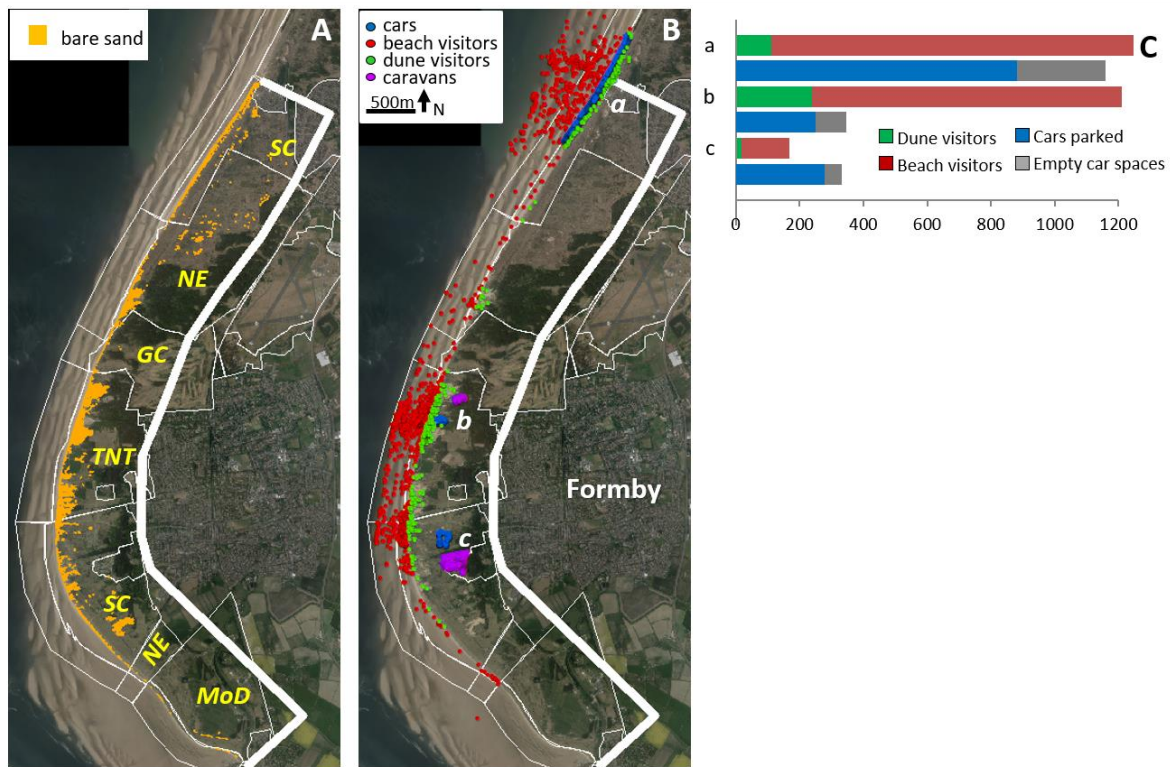 A
bare sand
SC
NE
GC
TNT
SC
NE
MoD
B
cars
beach visitors
dune visitors
caravans
500m
N
a
b
Formby
c
C
a
b
c
Dune visitors
Cars parked
Beach visitors
Empty car spaces
0 200 400 600 800 1000 1200